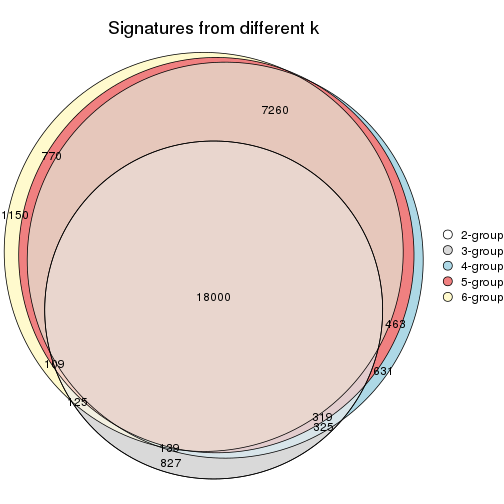 Signatures from different k
7260
770
1150
2-group
3-group
4-group
5-group
6-group
18000
463
109
631
125
319
325
139
827